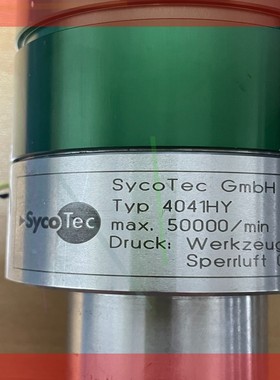 SycoTec GmbH
Typ 4041HY
SycoTec
max. 50000/min
Druck: Werkzeug
Sperrluft